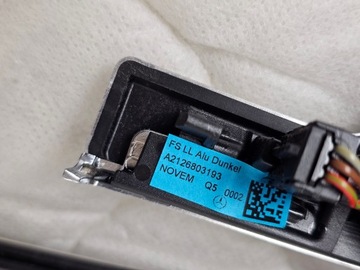 FS LL Alu Dunkel
A2126803193
NOVEM Q5 0002